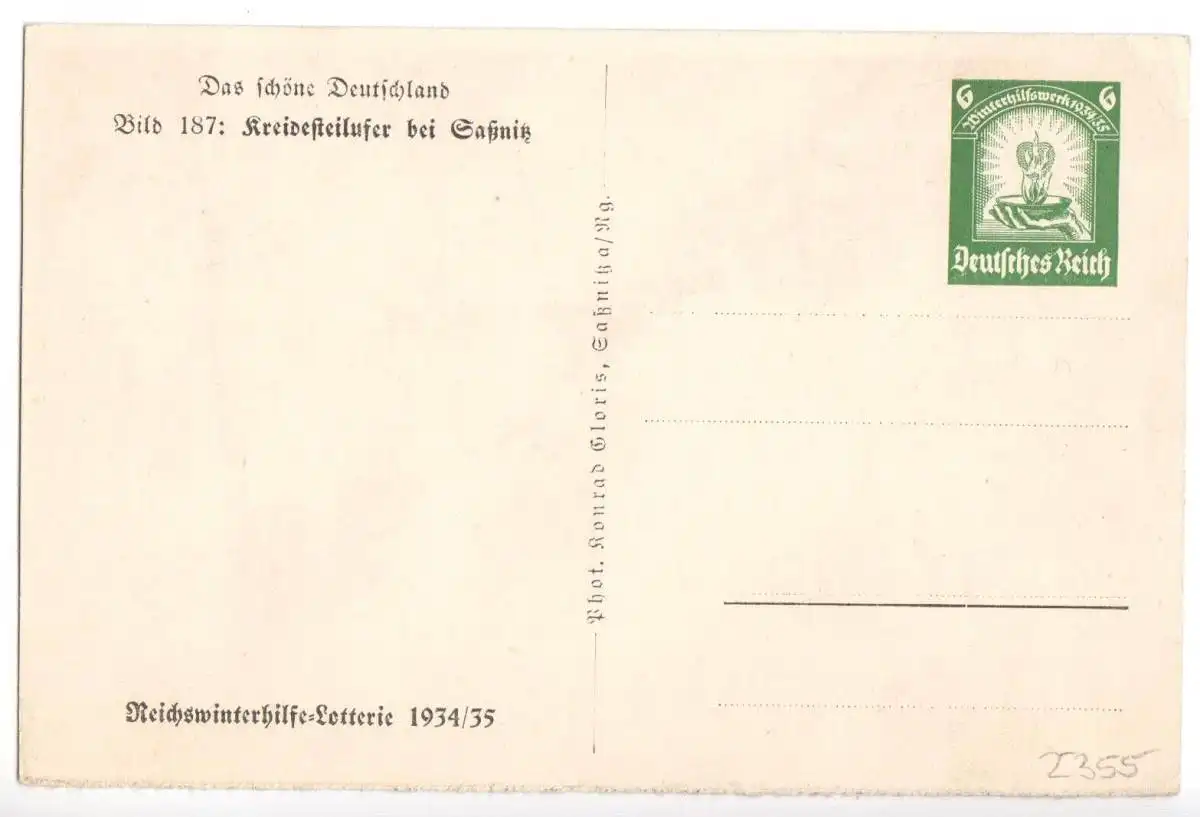 Das schöne Deutschland
Bild 187: Kreidesteilufer bei Saßnitz
6 6
Winterhilfswerk 1934/35
Deutsches Reich
Phot. Konrad Gloris, Saßnitz a/Rg.
Reichswinterhilfe-Lotterie 1934/35
2355